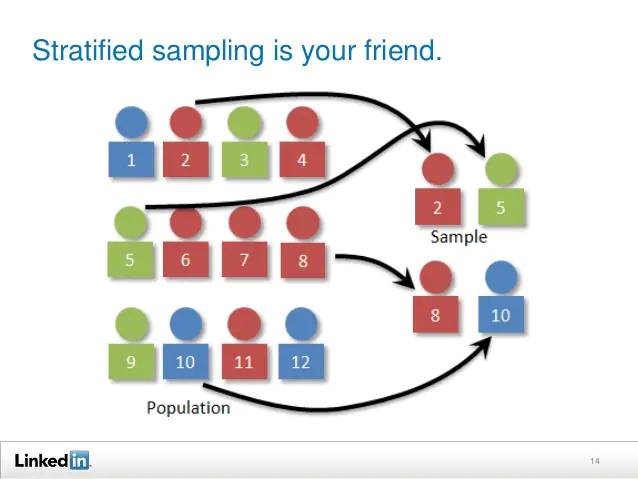 Stratified sampling is your friend.
1 2 3 4
2 5
Sample
5 6 7 8
8 10
9 10 11 12
Population
Linked in
14